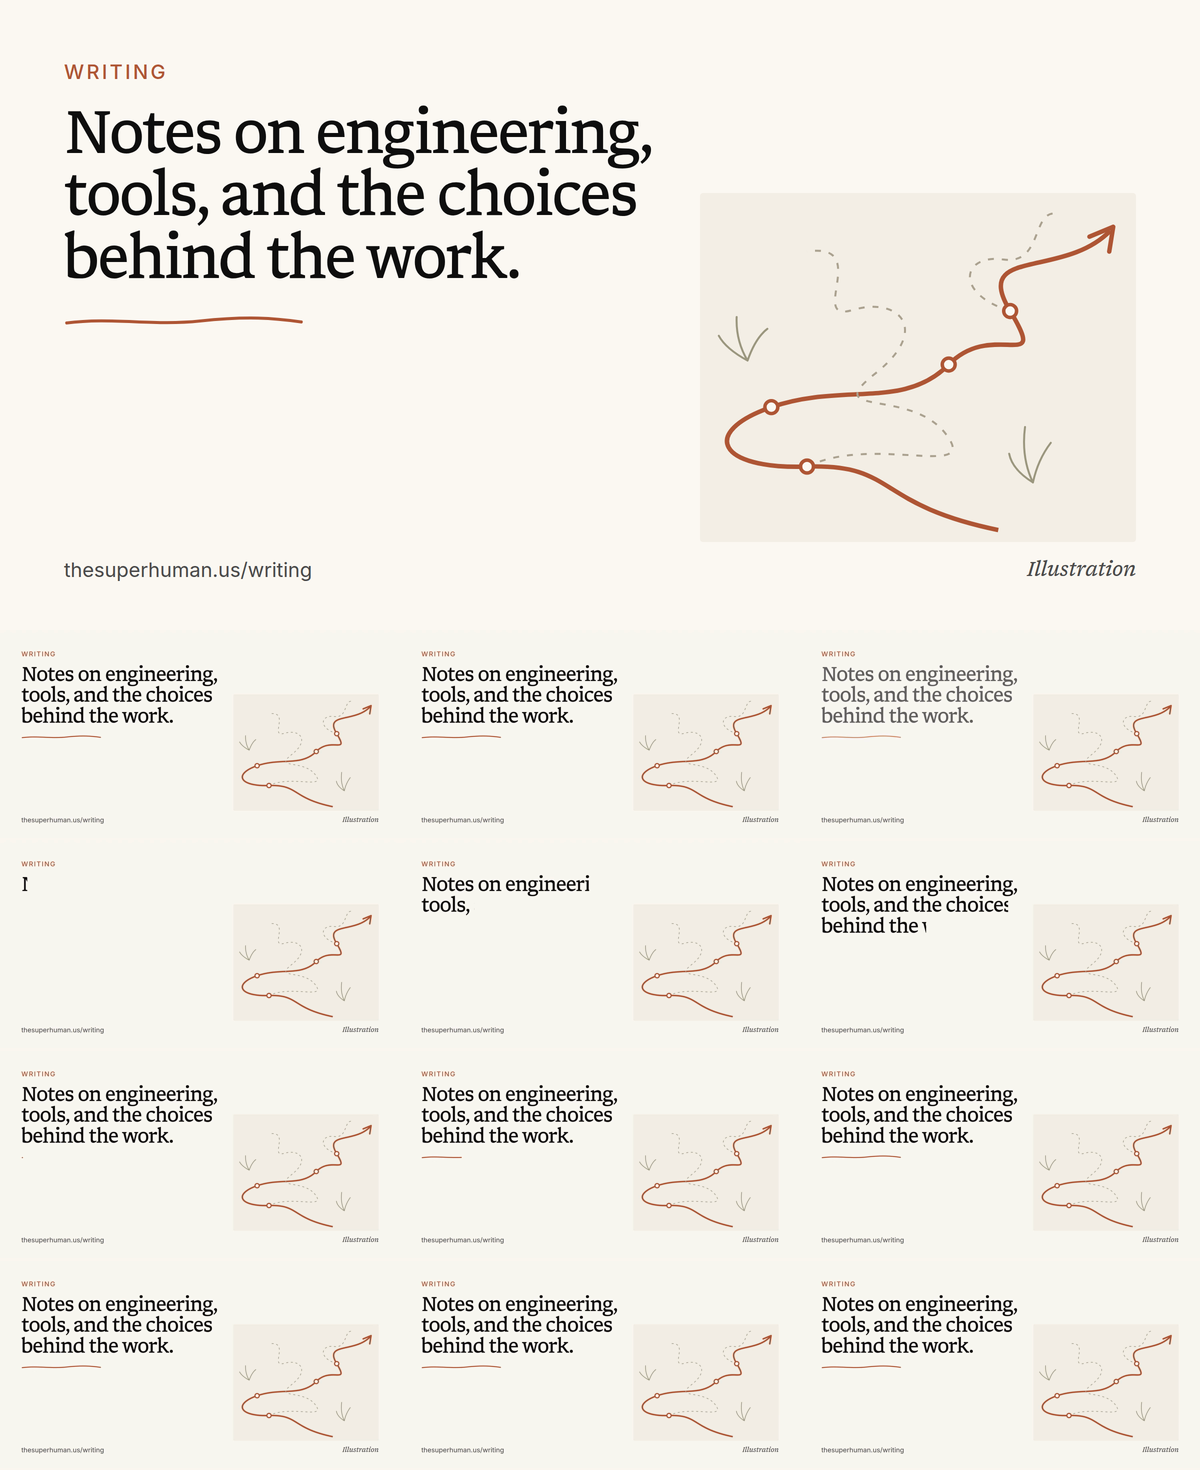 WRITING
Notes on engineering,
tools, and the choices
behind the work.
thesuperhuman.us/writing
Illustration
WRITING
Notes on engineering,
tools, and the choices
behind the work.
thesuperhuman.us/writing
Illustration
WRITING
Notes on engineering,
tools, and the choices
behind the work.
thesuperhuman.us/writing
Illustration
WRITING
Notes on engineering,
tools, and the choices
behind the work.
thesuperhuman.us/writing
Illustration
WRITING
thesuperhuman.us/writing
Illustration
WRITING
Notes on engineeri
tools,
thesuperhuman.us/writing
Illustration
WRITING
Notes on engineering,
tools, and the choices
behind the
thesuperhuman.us/writing
Illustration
WRITING
Notes on engineering,
tools, and the choices
behind the work.
thesuperhuman.us/writing
Illustration
WRITING
Notes on engineering,
tools, and the choices
behind the work.
thesuperhuman.us/writing
Illustration
WRITING
Notes on engineering,
tools, and the choices
behind the work.
thesuperhuman.us/writing
Illustration
WRITING
Notes on engineering,
tools, and the choices
behind the work.
thesuperhuman.us/writing
Illustration
WRITING
Notes on engineering,
tools, and the choices
behind the work.
thesuperhuman.us/writing
Illustration
WRITING
Notes on engineering,
tools, and the choices
behind the work.
thesuperhuman.us/writing
Illustration